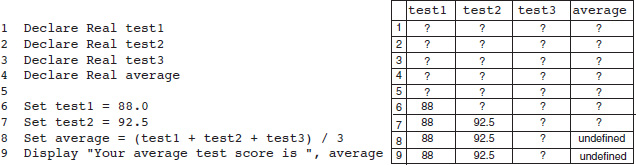 test1 test2 test3 average
1 Declare Real test1 1 ? ? ? ?
2 Declare Real test2 2 ? ? ? ?
3 Declare Real test3 3 ? ? ? ?
4 Declare Real average 4 ? ? ? ?
5 5 ? ? ? ?
6 Set test1 = 88.0 6 88 ? ? ?
7 Set test2 = 92.5 7 88 92.5 ? ?
8 Set average = (test1 + test2 + test3) / 3 8 88 92.5 ? undefined
9 Display "Your average test score is ", average 9 88 92.5 ? undefined